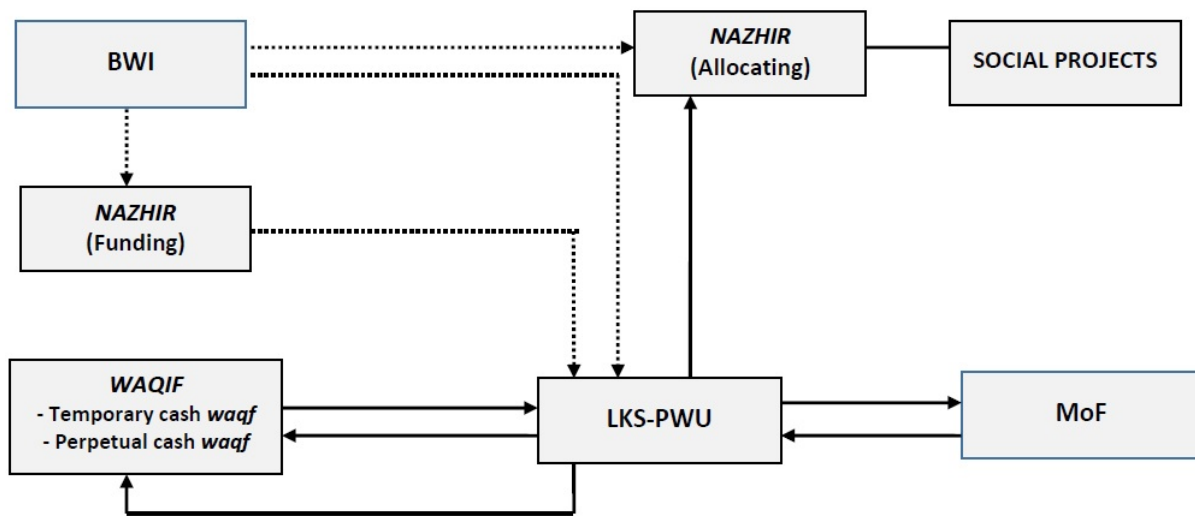 BWI
NAZHIR
(Allocating)
SOCIAL PROJECTS
NAZHIR
(Funding)
WAQIF
- Temporary cash waqf
- Perpetual cash waqf
LKS-PWU
MoF